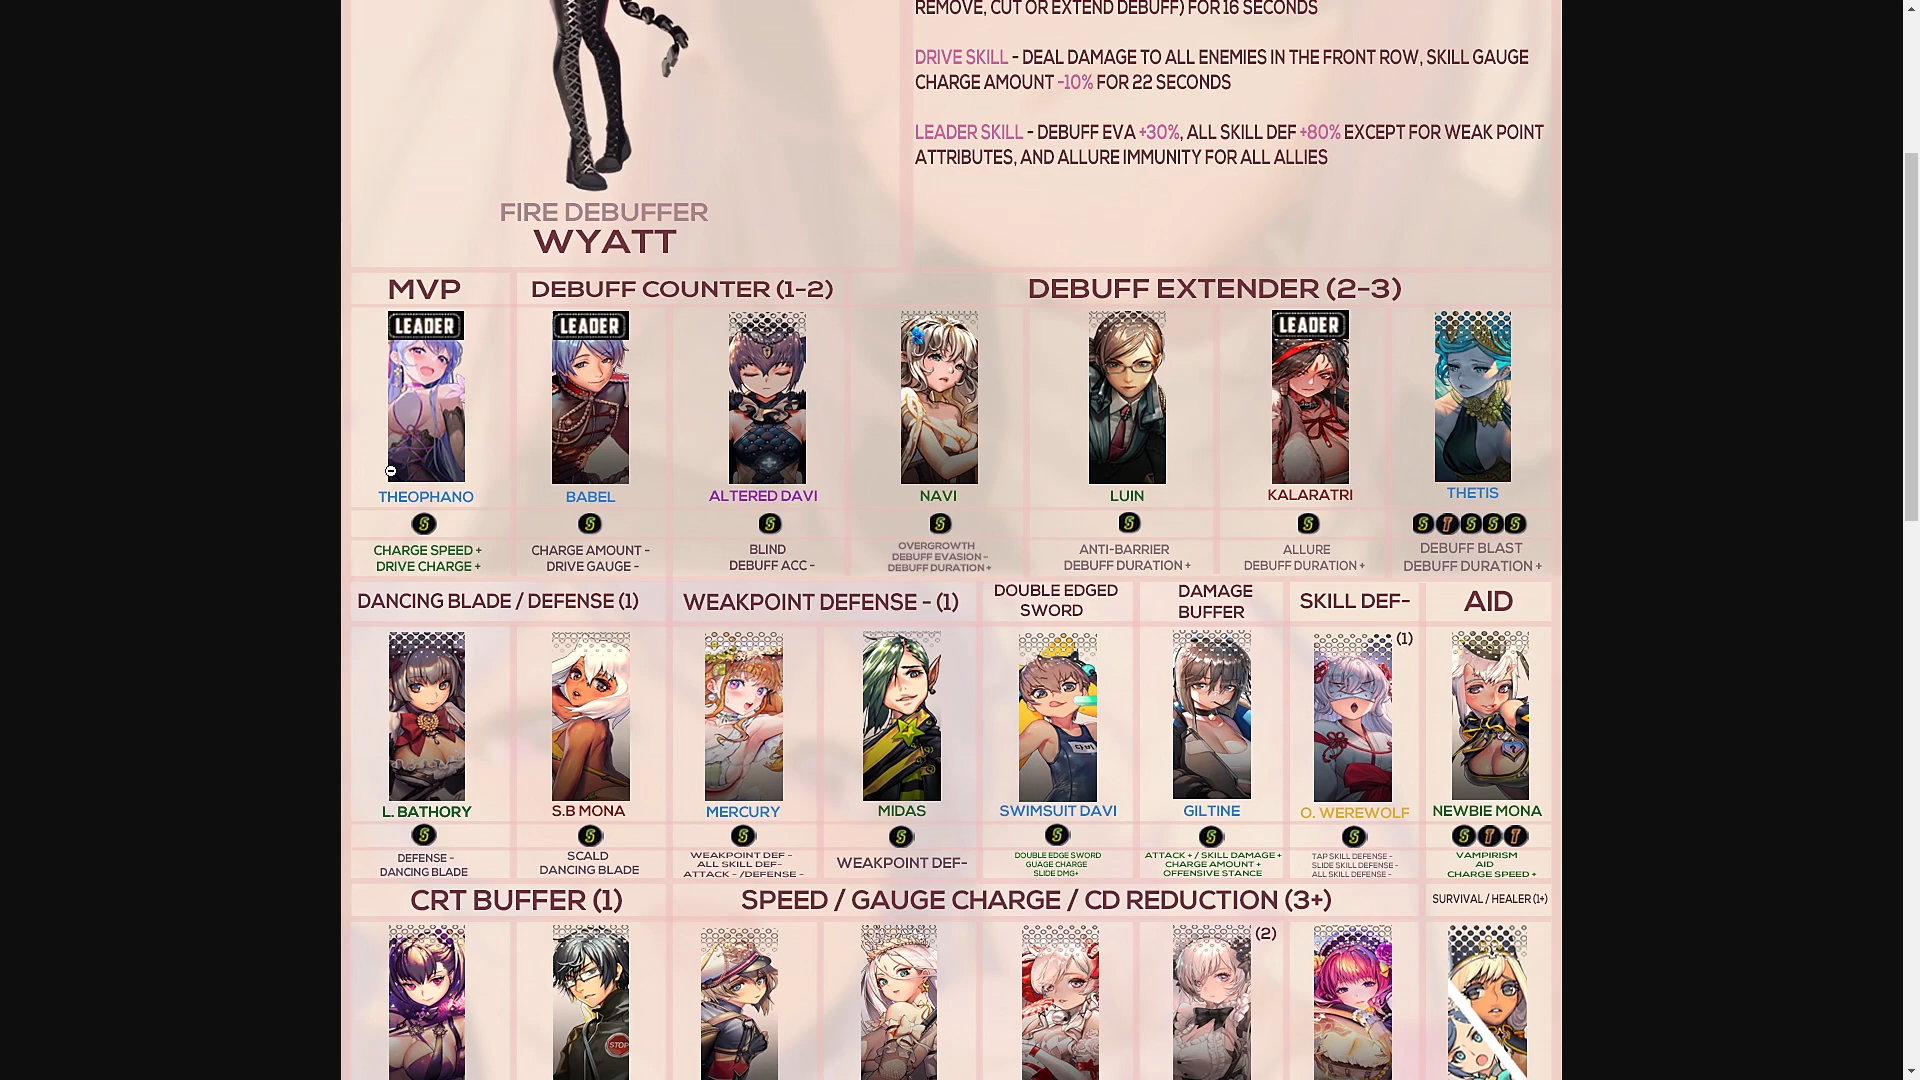 REMOVE, CUT OR EXTEND DEBUFF) FOR 16 SECONDS
DRIVE SKILL - DEAL DAMAGE TO ALL ENEMIES IN THE FRONT ROW, SKILL GAUGE
CHARGE AMOUNT -10% FOR 22 SECONDS
LEADER SKILL - DEBUFF EVA +30%, ALL SKILL DEF +80% EXCEPT FOR WEAK POINT
ATTRIBUTES, AND ALLURE IMMUNITY FOR ALL ALLIES
FIRE DEBUFFER
WYATT
MVP
DEBUFF COUNTER (1-2)
DEBUFF EXTENDER (2-3)
LEADER
LEADER
LEADER
THEOPHANO
BABEL
ALTERED DAVI
NAVI
LUIN
KALARATRI
THETIS
S
S
S
S
S
S
S T S S S
CHARGE SPEED +
DRIVE CHARGE +
CHARGE AMOUNT -
DRIVE GAUGE -
BLIND
DEBUFF ACC -
OVERGROWTH
DEBUFF EVASION -
DEBUFF DURATION +
ANTI-BARRIER
DEBUFF DURATION +
ALLURE
DEBUFF DURATION +
DEBUFF BLAST
DEBUFF DURATION +
DANCING BLADE / DEFENSE (1)
WEAKPOINT DEFENSE - (1)
DOUBLE EDGED
SWORD
DAMAGE
BUFFER
SKILL DEF-
AID
(1)
다비
?
L. BATHORY
S.B MONA
MERCURY
MIDAS
SWIMSUIT DAVI
GILTINE
O. WEREWOLF
NEWBIE MONA
S
S
S
S
S
S
S
S T T
DEFENSE -
DANCING BLADE
SCALD
DANCING BLADE
WEAKPOINT DEF -
ALL SKILL DEF-
ATTACK - /DEFENSE -
WEAKPOINT DEF-
DOUBLE EDGE SWORD
GUAGE CHARGE
SLIDE DMG+
ATTACK + / SKILL DAMAGE +
CHARGE AMOUNT +
OFFENSIVE STANCE
TAP SKILL DEFENSE -
SLIDE SKILL DEFENSE -
ALL SKILL DEFENSE -
VAMPIRISM
AID
CHARGE SPEED +
CRT BUFFER (1)
SPEED / GAUGE CHARGE / CD REDUCTION (3+)
SURVIVAL / HEALER (1+)
(2)
STOP